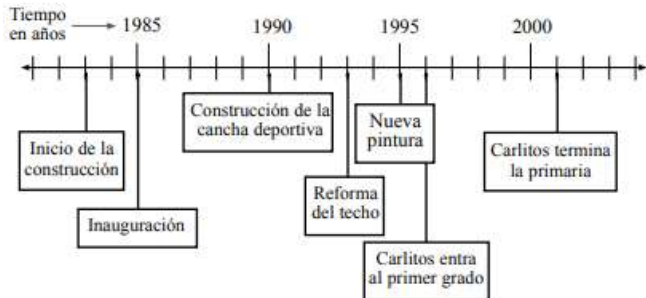 Tiempo
en años
1985
1990
1995
2000
Inicio de la
construcción
Inauguración
Construcción de la
cancha deportiva
Reforma
del techo
Nueva
pintura
Carlitos entra
al primer grado
Carlitos termina
la primaria